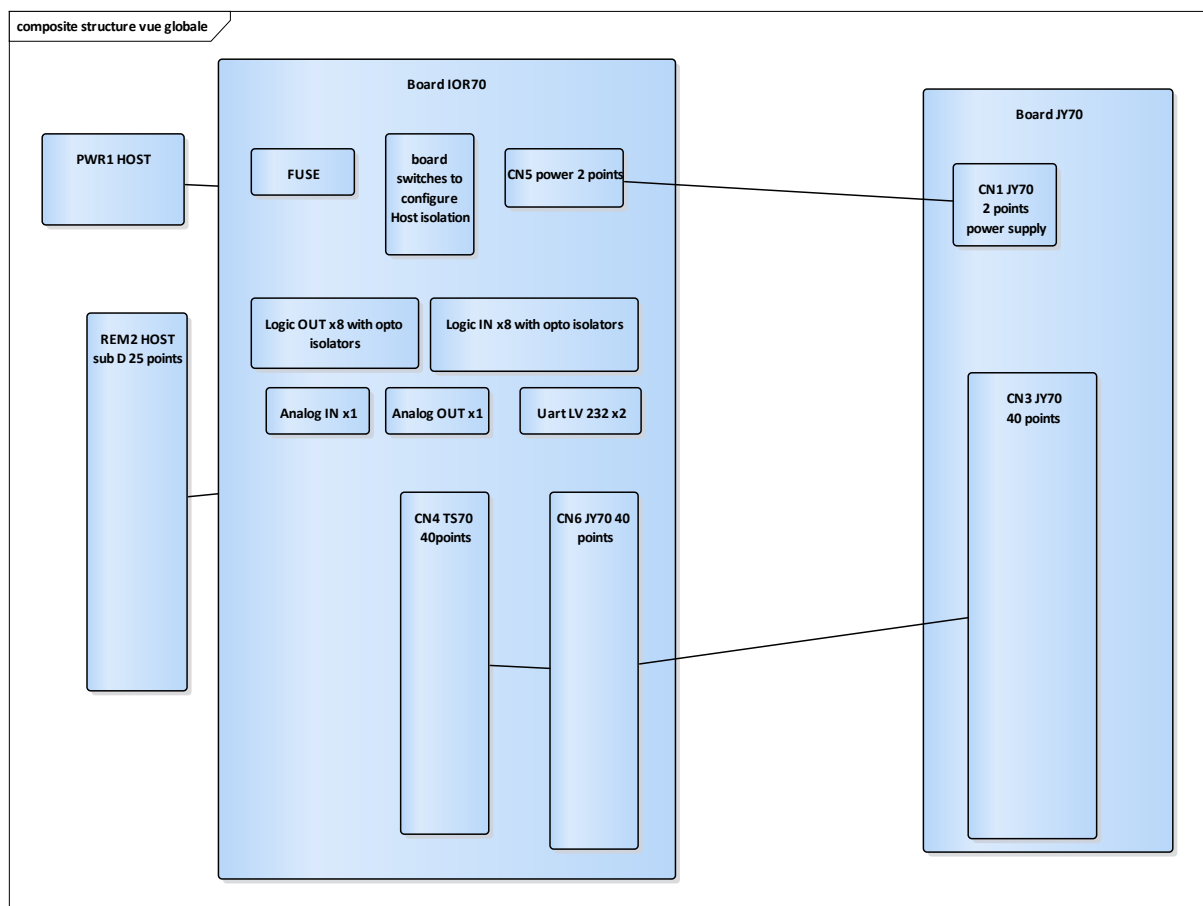 composite structure vue globale
Board IOR70
Board JY70
PWR1 HOST
FUSE
board
switches to
configure
Host isolation
CN5 power 2 points
CN1 JY70
2 points
power supply
REM2 HOST
sub D 25 points
Logic OUT x8 with opto
isolators
Logic IN x8 with opto isolators
Analog IN x1
Analog OUT x1
Uart LV 232 x2
CN3 JY70
40 points
CN4 TS70
40points
CN6 JY70 40
points